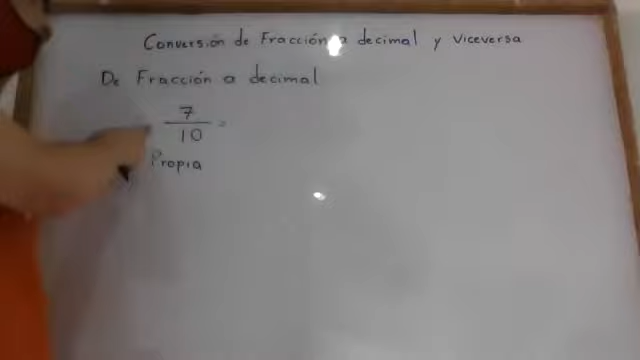 Conversión de Fracción a decimal y viceversa
De Fracción a decimal
7
10 =
Propia